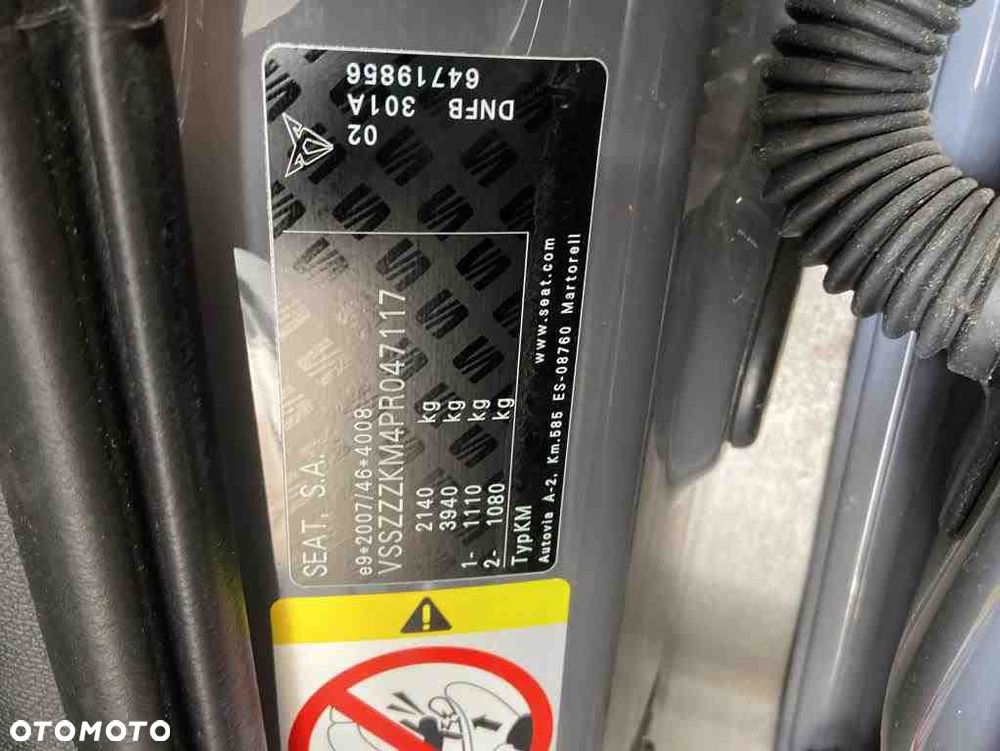 SEAT, S.A.
e9*2007/46*4008
VSSZZZKM4PR047117
2140 kg
3940 kg
1- 1110 kg
2- 1080 kg
TypKM
www.seat.com
Autovia A-2, Km.585 ES-08760 Martorell
64719856
301A
DNFB
02
OTOMOTO